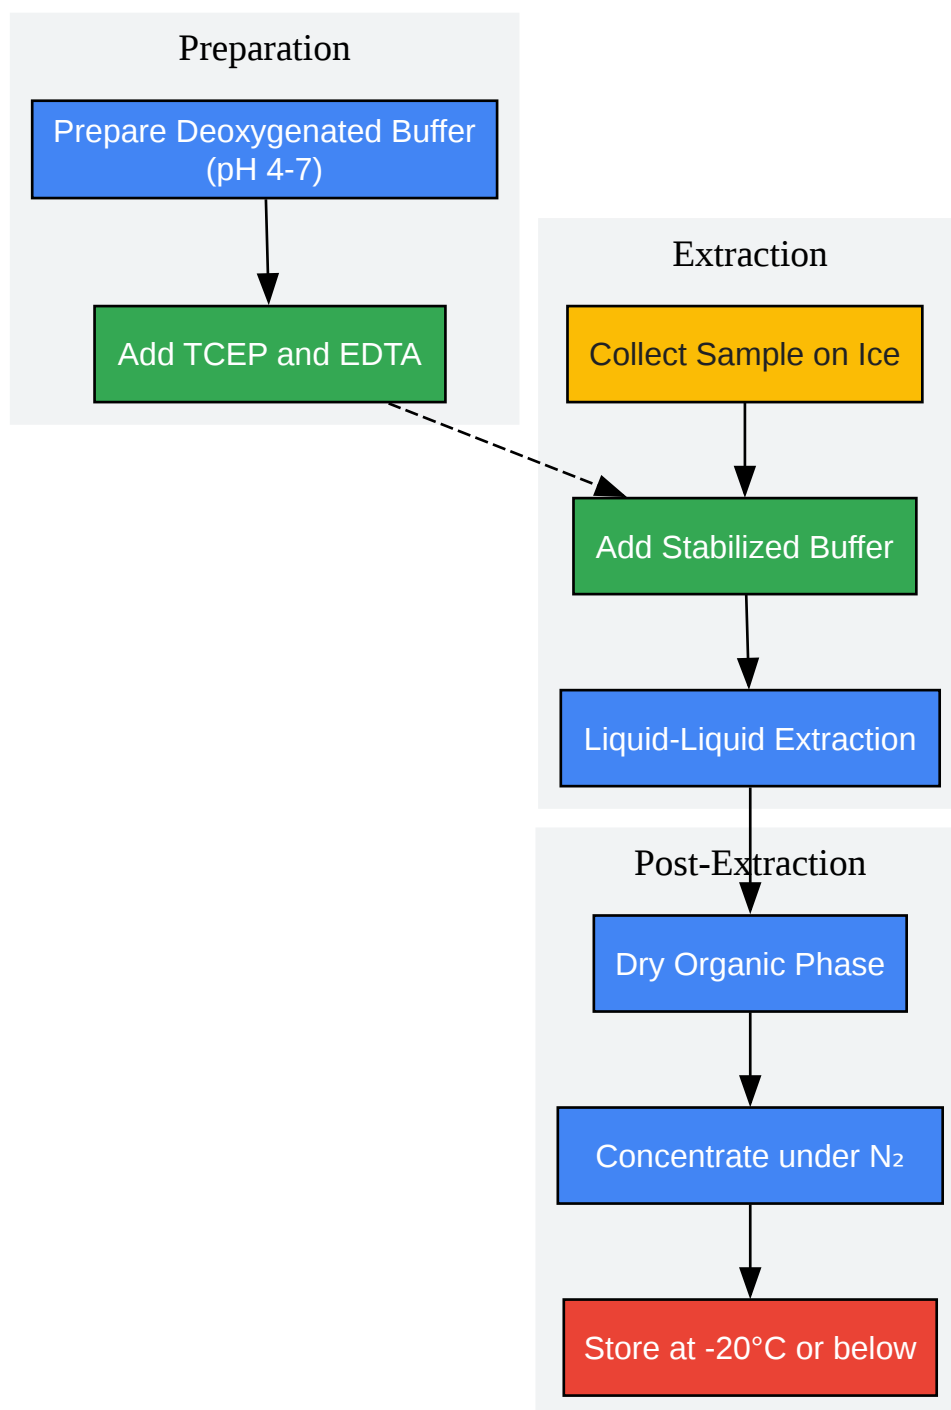 Preparation
Prepare Deoxygenated Buffer
(pH 4-7)
Add TCEP and EDTA
Extraction
Collect Sample on Ice
Add Stabilized Buffer
Liquid-Liquid Extraction
Post-Extraction
Dry Organic Phase
Concentrate under N₂
Store at -20°C or below